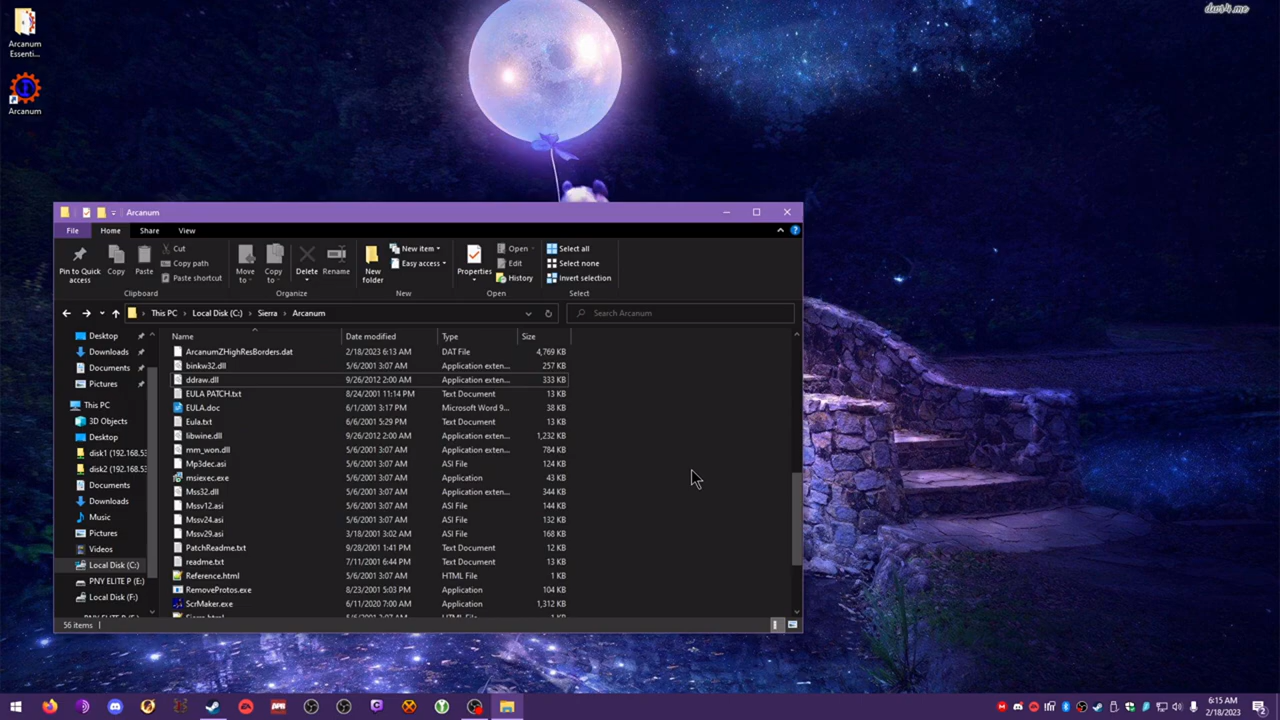 dws4.me
Arcanum
Essenti...
Arcanum
Arcanum
File Home Share View
Pin to Quick
access
Copy
Paste
Cut
Copy path
Paste shortcut
Clipboard
Move
to
Copy
to
Delete
Rename
Organize
New
folder
New item
Easy access
New
Properties
Open
Edit
History
Open
Select all
Select none
Invert selection
Select
This PC Local Disk (C:) Sierra Arcanum
Search Arcanum
Desktop
Downloads
Documents
Pictures
This PC
3D Objects
Desktop
disk1 (192.168.53
disk2 (192.168.53
Documents
Downloads
Music
Pictures
Videos
Local Disk (C:)
PNY ELITE P (E:)
Local Disk (F:)
Name Date modified Type Size
ArcanumZHighResBorders.dat 2/18/2023 6:13 AM DAT File 4,769 KB
binkw32.dll 5/6/2001 3:07 AM Application exten... 257 KB
ddraw.dll 9/26/2012 2:00 AM Application exten... 333 KB
EULA PATCH.txt 8/24/2001 11:14 PM Text Document 13 KB
EULA.doc 6/1/2001 3:17 PM Microsoft Word 9... 38 KB
Eula.txt 6/6/2001 5:29 PM Text Document 13 KB
libwine.dll 9/26/2012 2:00 AM Application exten... 1,232 KB
mm_won.dll 5/6/2001 3:07 AM Application exten... 784 KB
Mp3dec.asi 5/6/2001 3:07 AM ASI File 124 KB
msiexec.exe 5/6/2001 3:07 AM Application 43 KB
Mss32.dll 5/6/2001 3:07 AM Application exten... 344 KB
Mssv12.asi 5/6/2001 3:07 AM ASI File 144 KB
Mssv24.asi 5/6/2001 3:07 AM ASI File 132 KB
Mssv29.asi 3/18/2001 3:02 AM ASI File 168 KB
PatchReadme.txt 9/28/2001 1:41 PM Text Document 12 KB
readme.txt 7/11/2001 6:44 PM Text Document 13 KB
Reference.html 5/6/2001 3:07 AM HTML File 1 KB
RemoveProtos.exe 8/23/2001 5:03 PM Application 104 KB
ScrMaker.exe 6/11/2020 7:00 AM Application 1,312 KB
56 items
6:15 AM
2/18/2023
2